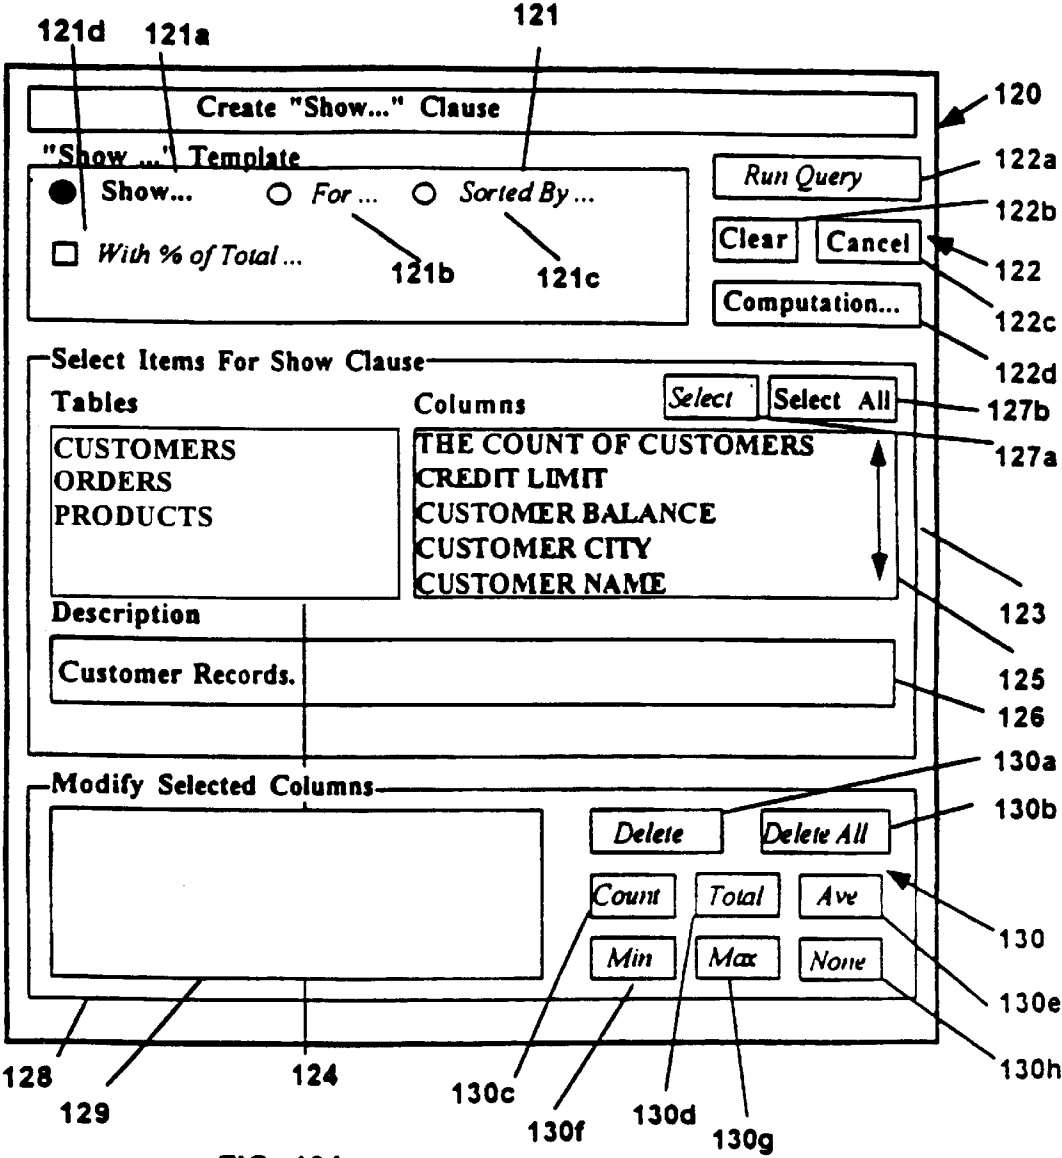 121
121d 121a
120
Create "Show..." Clause
"Show ..." Template
122a
Run Query
Show... For ... Sorted By ...
122b
Clear Cancel
With % of Total ...
121b 121c
122
Computation...
122c
Select Items For Show Clause
122d
Tables Columns Select Select All
127b
CUSTOMERS THE COUNT OF CUSTOMERS
127a
ORDERS CREDIT LIMIT
PRODUCTS CUSTOMER BALANCE
CUSTOMER CITY
CUSTOMER NAME
Description
123
Customer Records.
125
126
130a
Modify Selected Columns
130b
Delete Delete All
Count Total Ave
130
Min Max None
130e
128 124 130h
130c
129 130d
130f 130g